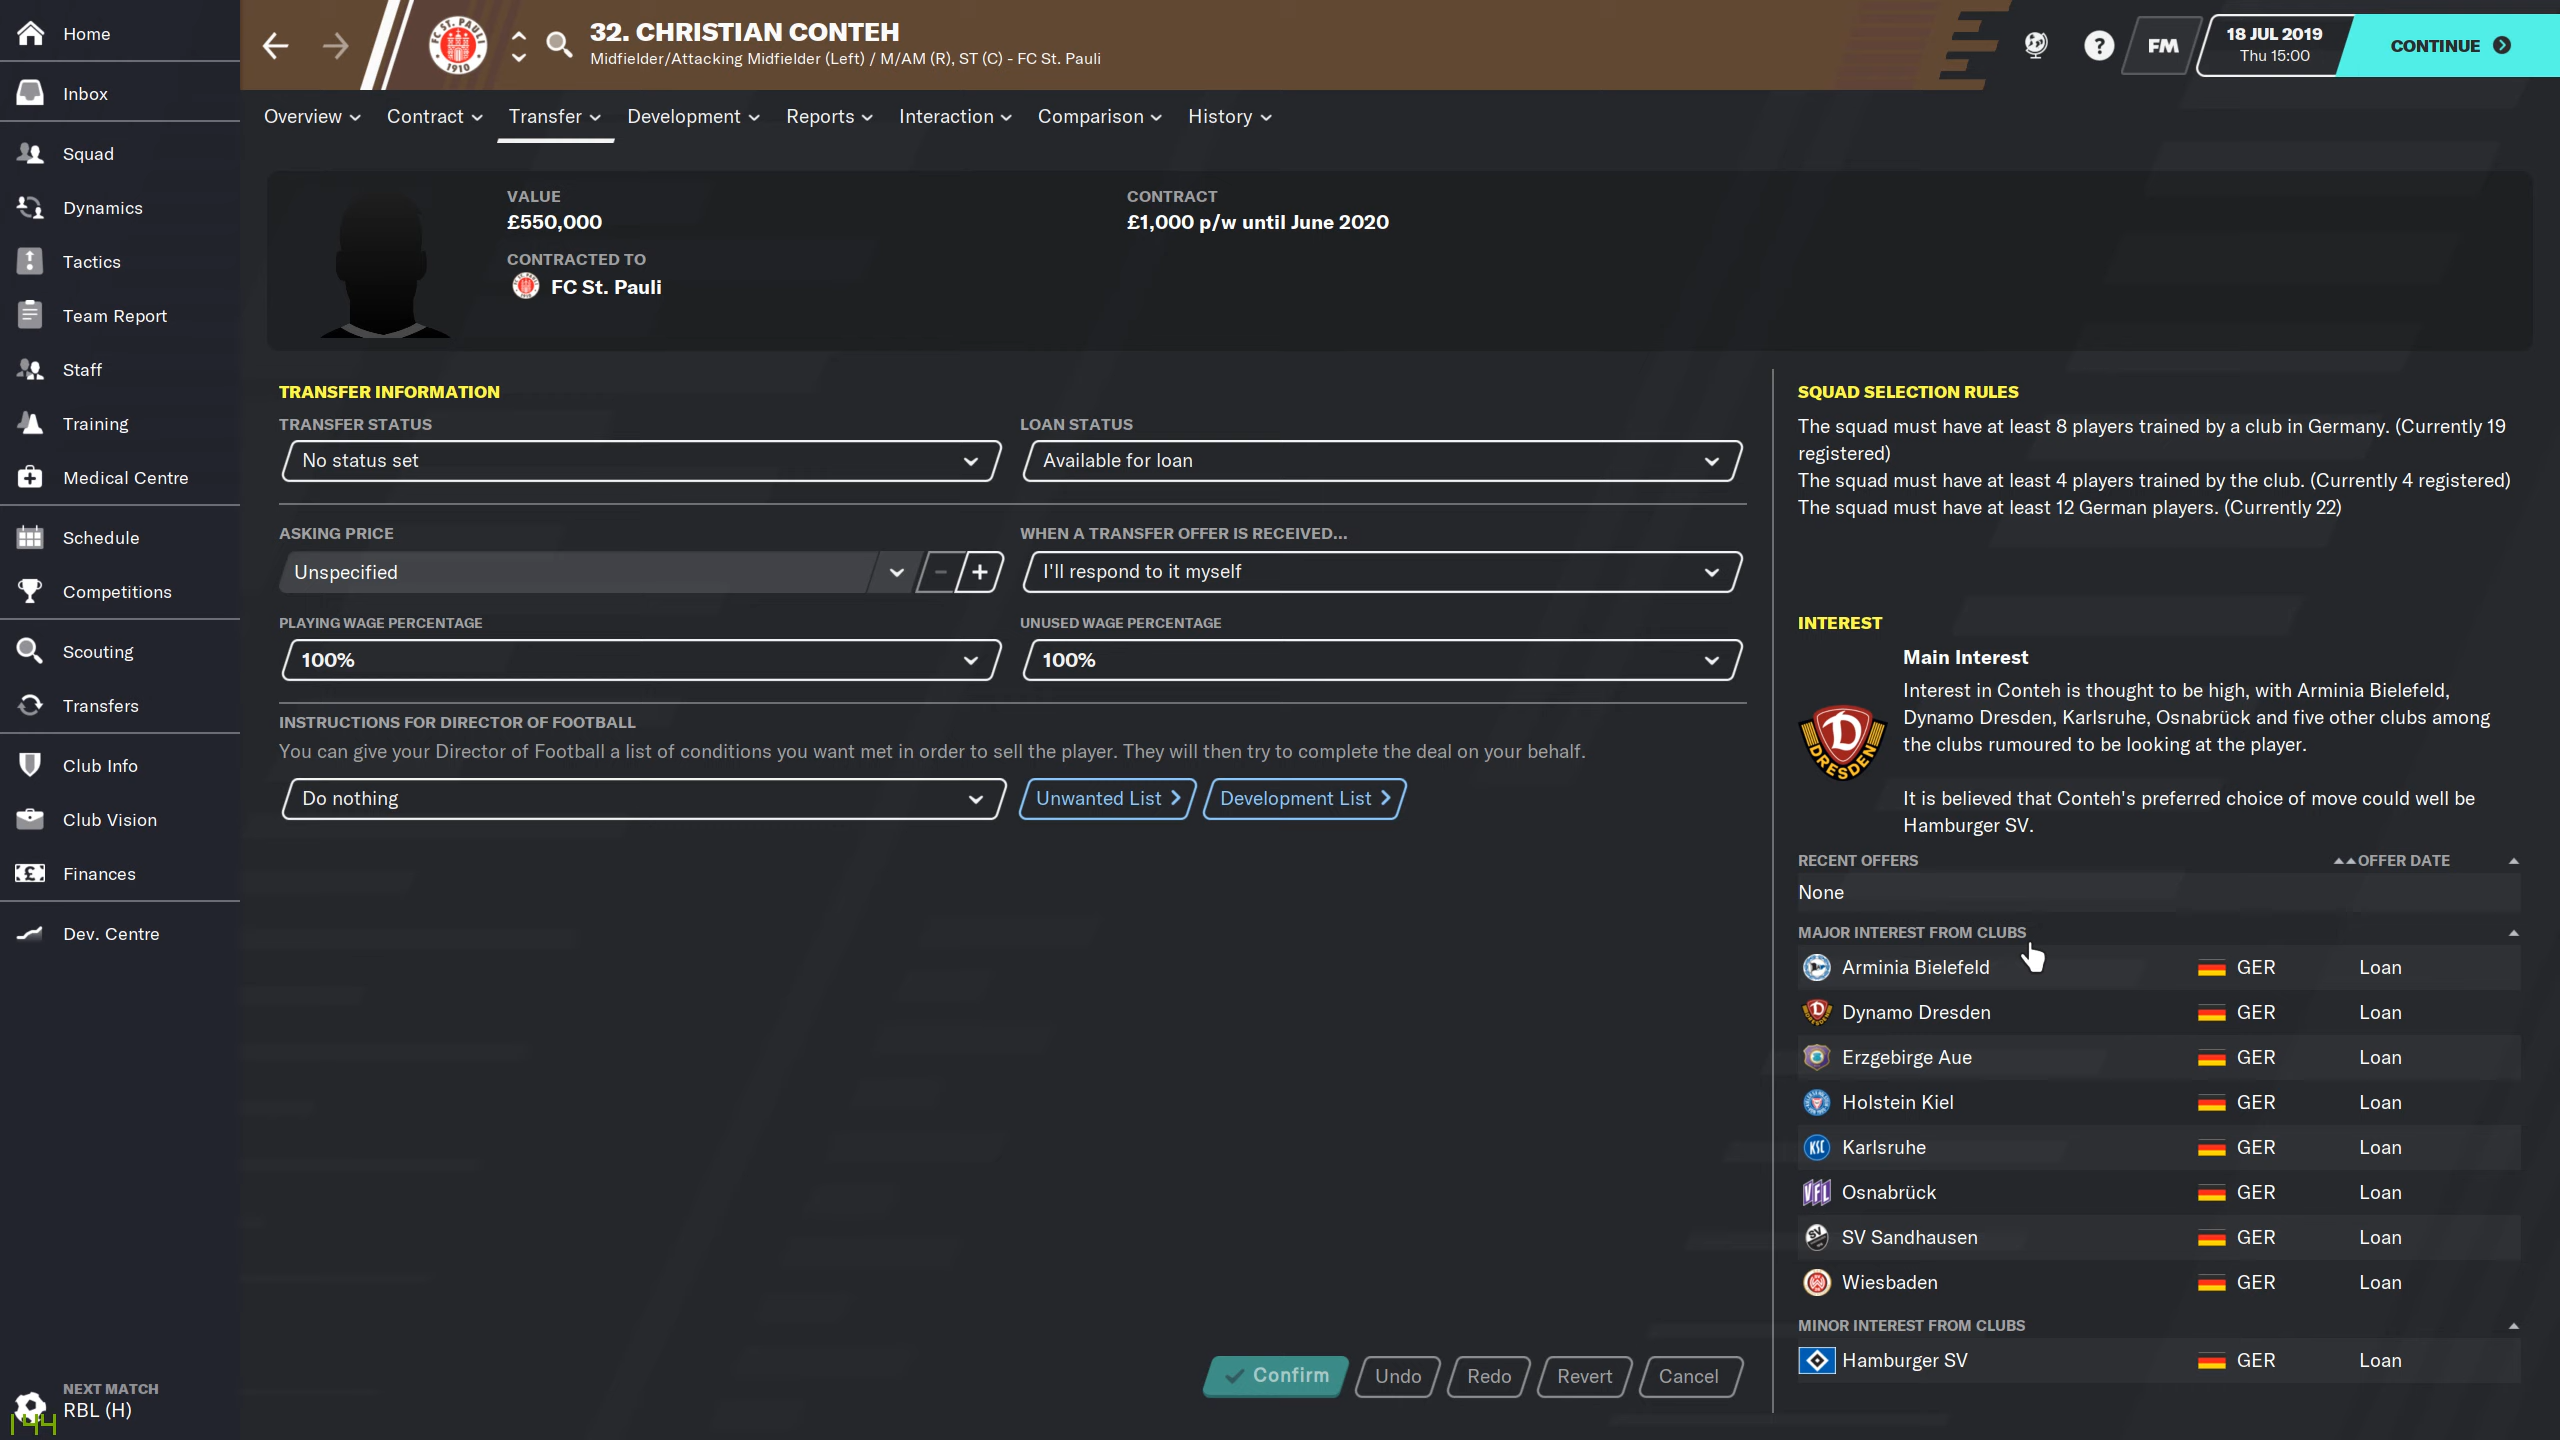 Home
Inbox
Squad
Dynamics
Tactics
Team Report
Staff
Training
Medical Centre
Schedule
Competitions
Scouting
Transfers
Club Info
Club Vision
Finances
Dev. Centre
NEXT MATCH
RBL (H)
144
32. CHRISTIAN CONTEH
Midfielder/Attacking Midfielder (Left) / M/AM (R), ST (C) - FC St. Pauli
FM
18 JUL 2019
Thu 15:00
CONTINUE
Overview
Contract
Transfer
Development
Reports
Interaction
Comparison
History
VALUE
£550,000
CONTRACTED TO
FC St. Pauli
CONTRACT
£1,000 p/w until June 2020
TRANSFER INFORMATION
TRANSFER STATUS
No status set
LOAN STATUS
Available for loan
ASKING PRICE
Unspecified
WHEN A TRANSFER OFFER IS RECEIVED...
I'll respond to it myself
PLAYING WAGE PERCENTAGE
100%
UNUSED WAGE PERCENTAGE
100%
INSTRUCTIONS FOR DIRECTOR OF FOOTBALL
You can give your Director of Football a list of conditions you want met in order to sell the player. They will then try to complete the deal on your behalf.
Do nothing
Unwanted List
Development List
Confirm
Undo
Redo
Revert
Cancel
SQUAD SELECTION RULES
The squad must have at least 8 players trained by a club in Germany. (Currently 19
registered)
The squad must have at least 4 players trained by the club. (Currently 4 registered)
The squad must have at least 12 German players. (Currently 22)
INTEREST
Main Interest
Interest in Conteh is thought to be high, with Arminia Bielefeld,
Dynamo Dresden, Karlsruhe, Osnabrück and five other clubs among
the clubs rumoured to be looking at the player.
It is believed that Conteh's preferred choice of move could well be
Hamburger SV.
RECENT OFFERS OFFER DATE
None
MAJOR INTEREST FROM CLUBS
Arminia Bielefeld GER Loan
Dynamo Dresden GER Loan
Erzgebirge Aue GER Loan
Holstein Kiel GER Loan
Karlsruhe GER Loan
Osnabrück GER Loan
SV Sandhausen GER Loan
Wiesbaden GER Loan
MINOR INTEREST FROM CLUBS
Hamburger SV GER Loan